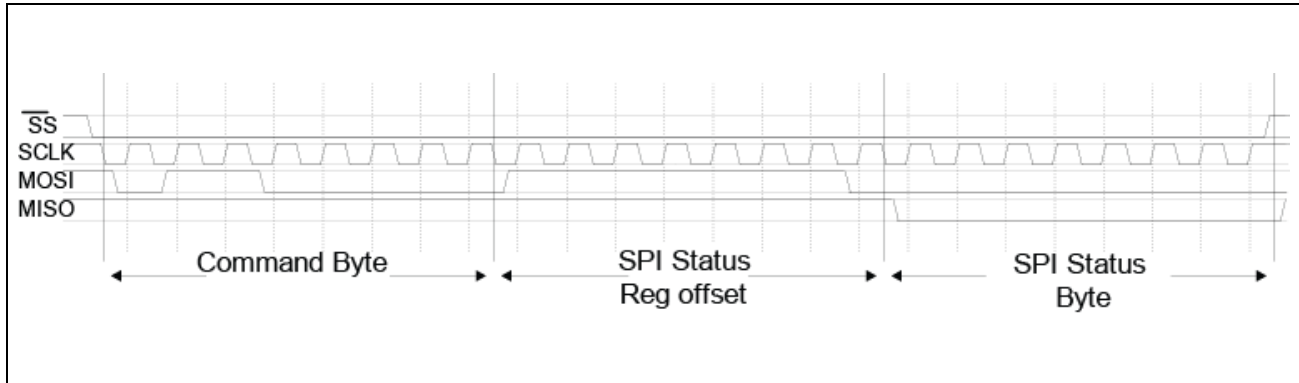 SS
SCLK
MOSI
MISO
Command Byte
SPI Status
Reg offset
SPI Status
Byte